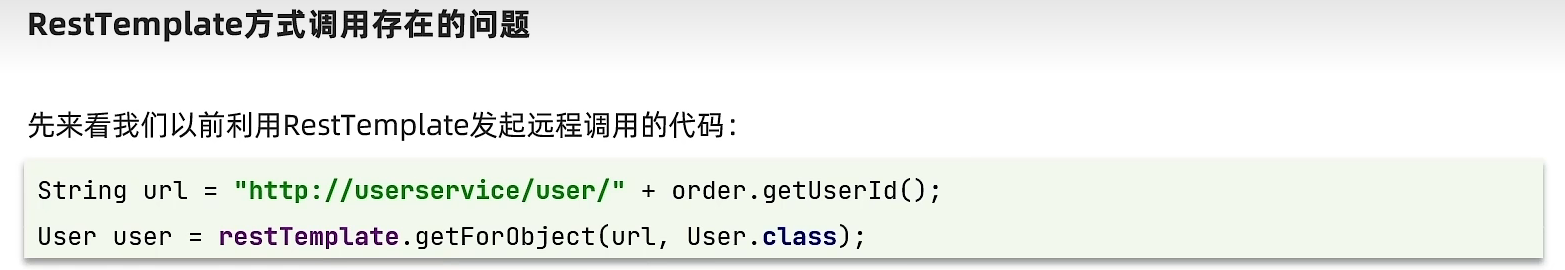 RestTemplate方式调用存在的问题
先来看我们以前利用RestTemplate发起远程调用的代码：
String url = "http://userservice/user/" + order.getUserId();
User user = restTemplate.getForObject(url, User.class);